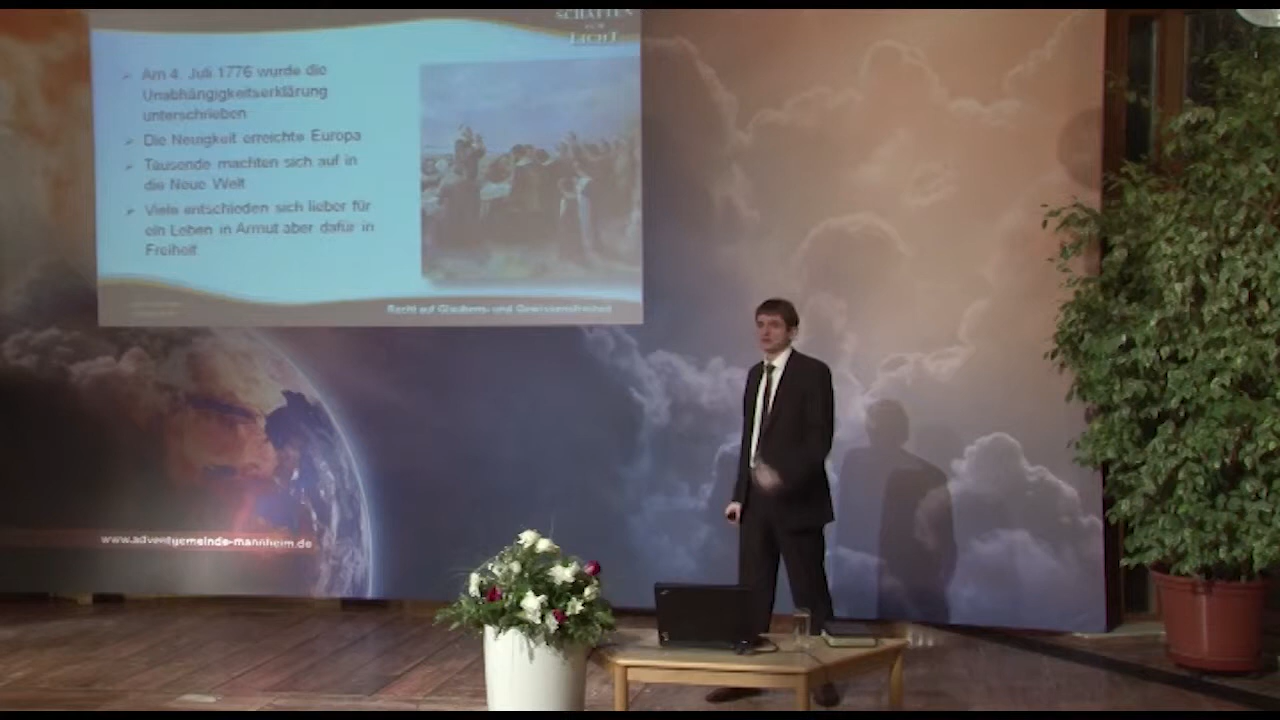 SCHATTEN
VOR
LICHT
➢ Am 4. Juli 1776 wurde die
Unabhängigkeitserklärung
unterschrieben
➢ Die Neuigkeit erreichte Europa
➢ Tausende machten sich auf in
die Neue Welt
➢ Viele entschieden sich lieber für
ein Leben in Armut aber dafür in
Freiheit
Recht auf Glaubens- und Gewissensfreiheit
www.adventgemeinde-mannheim.de